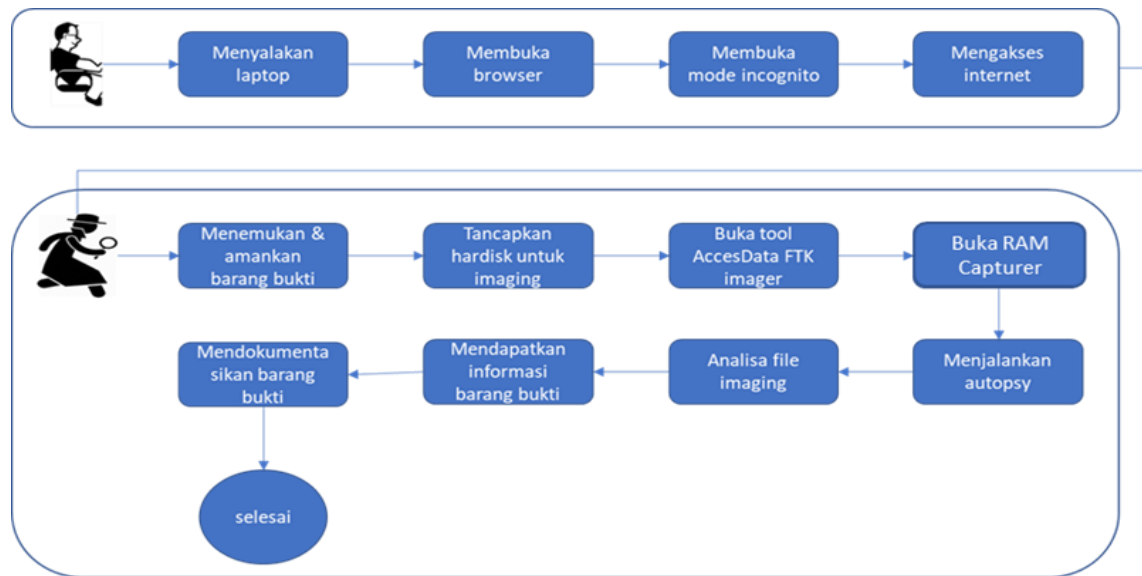 Menyalakan
laptop
Membuka
browser
Membuka
mode incognito
Mengakses
internet
Menemukan &
amankan
barang bukti
Tancapkan
hardisk untuk
imaging
Buka tool
AccesData FTK
imager
Buka RAM
Capturer
Menjalankan
autopsy
Analisa file
imaging
Mendapatkan
informasi
barang bukti
Mendokumenta
sikan barang
bukti
selesai